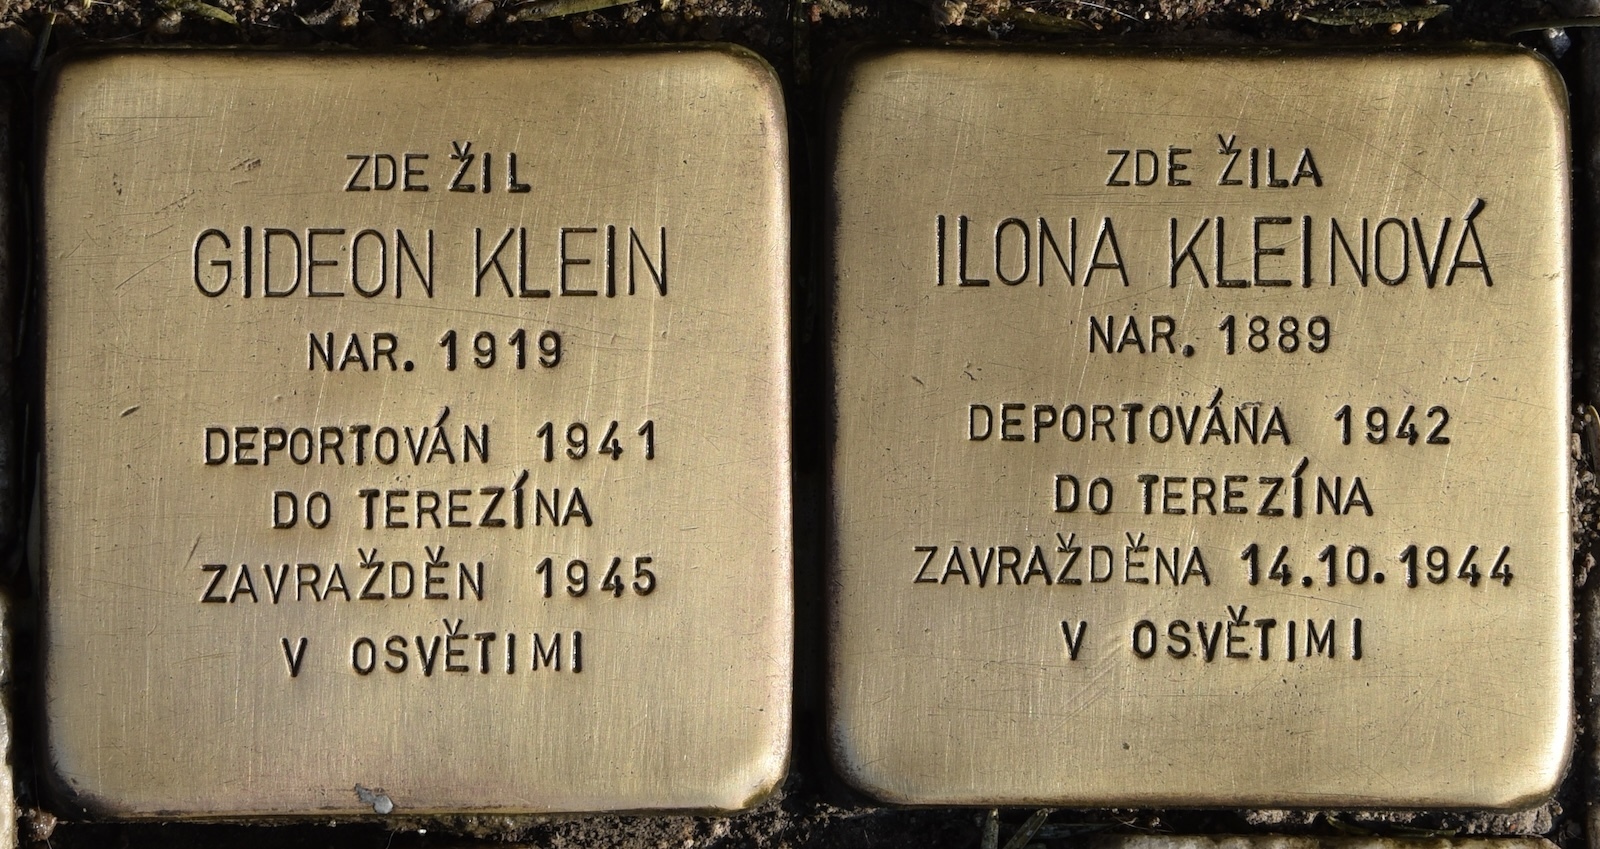 ZDE ŽIL
GIDEON KLEIN
NAR. 1919
DEPORTOVÁN 1941
DO TEREZÍNA
ZAVRAŽDĚN 1945
V OSVĚTIMI
ZDE ŽILA
ILONA KLEINOVÁ
NAR. 1889
DEPORTOVÁNA 1942
DO TEREZÍNA
ZAVRAŽDĚNA 14.10.1944
V OSVĚTIMI